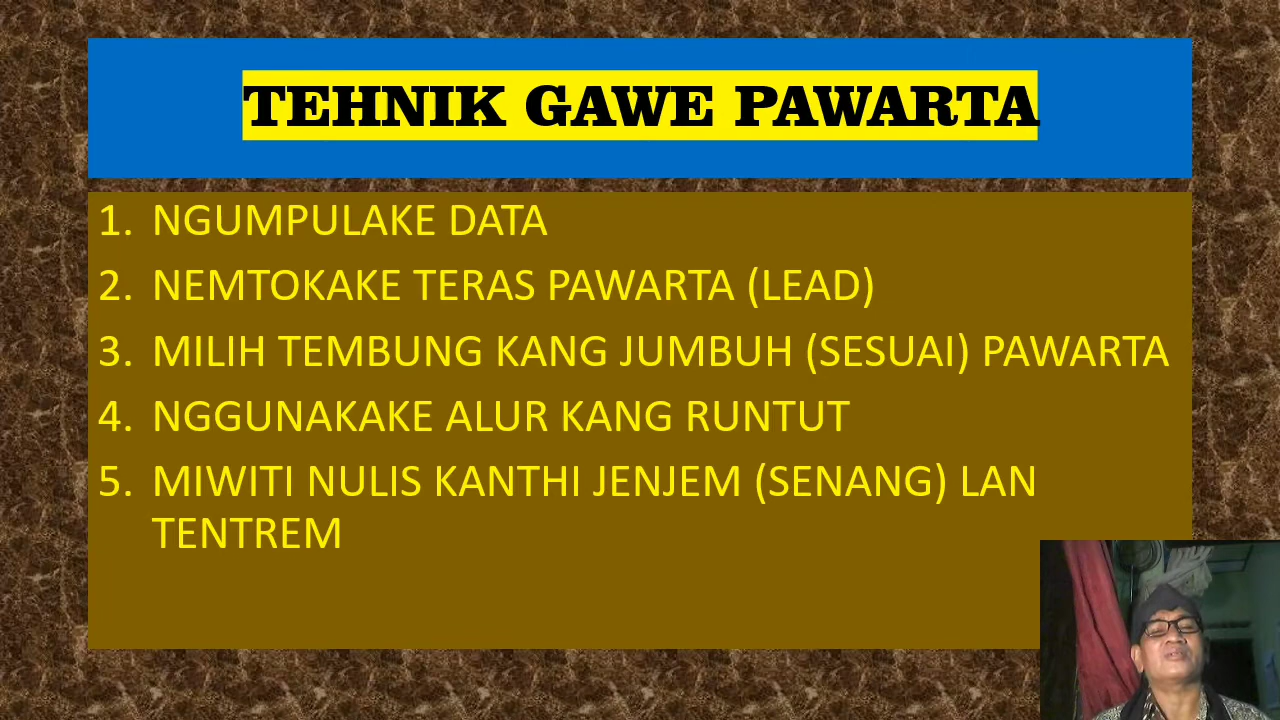 TEHNIK GAWE PAWARTA
1. NGUMPULAKE DATA
2. NEMTOKAKE TERAS PAWARTA (LEAD)
3. MILIH TEMBUNG KANG JUMBUH (SESUAI) PAWARTA
4. NGGUNAKAKE ALUR KANG RUNTUT
5. MIWITI NULIS KANTHI JENJEM (SENANG) LAN
TENTREM